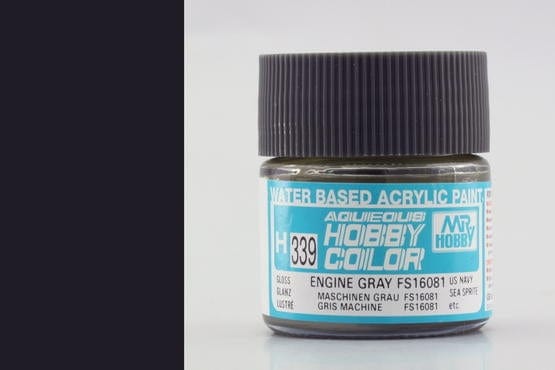 WATER BASED ACRYLIC PAINT
AQUEOUS
HOBBY
COLOR
MR.
HOBBY
H 339
GLOSS ENGINE GRAY FS16081 US NAVY
GLANZ MASCHINEN GRAU FS16081 SEA SPRITE
LUSTRÉ GRIS MACHINE FS16081 etc